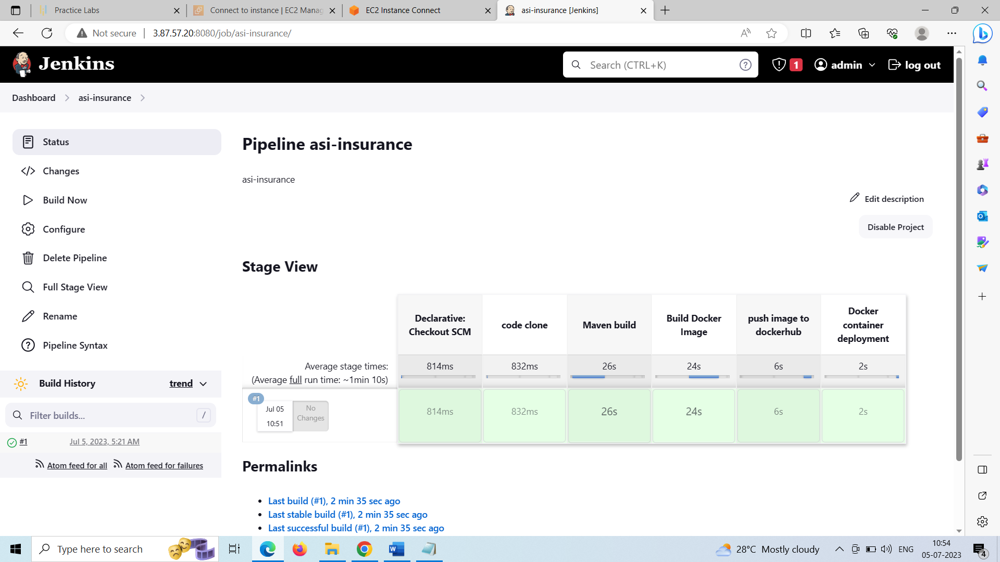 Practice Labs
Connect to instance | EC2 Manag
EC2 Instance Connect
asi-insurance [Jenkins]
Not secure
3.87.57.20:8080/job/asi-insurance/
Jenkins
Search (CTRL+K)
1
admin
log out
Dashboard
asi-insurance
Status
Changes
Build Now
Configure
Delete Pipeline
Full Stage View
Rename
Pipeline Syntax
Build History
trend
Filter builds...
/
#1
Jul 5, 2023, 5:21 AM
Atom feed for all
Atom feed for failures
Pipeline asi-insurance
asi-insurance
Edit description
Disable Project
Stage View
Declarative:
Checkout SCM
code clone
Maven build
Build Docker
Image
push image to
dockerhub
Docker
container
deployment
Average stage times:
(Average full run time: ~1min 10s)
814ms
832ms
26s
24s
6s
2s
#1
Jul 05
10:51
No
Changes
814ms
832ms
26s
24s
6s
2s
Permalinks
Last build (#1), 2 min 35 sec ago
Last stable build (#1), 2 min 35 sec ago
Last successful build (#1), 2 min 35 sec ago
Type here to search
28°C Mostly cloudy
ENG
10:54
05-07-2023
4